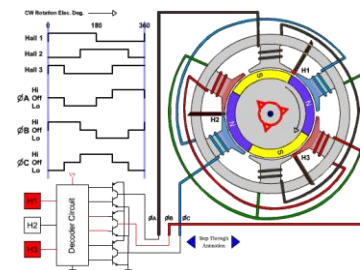 CW Rotation Elec. Deg.
0 180 360
Hall 1
Hall 2
Hall 3
Hi
ØA Off
Lo
Hi
ØB Off
Lo
Hi
ØC Off
Lo
H1
H2
H3
Decoder Circuit
ØA ØB ØC
Step Through
Animation
S
N
S
N
H1
H2
H3